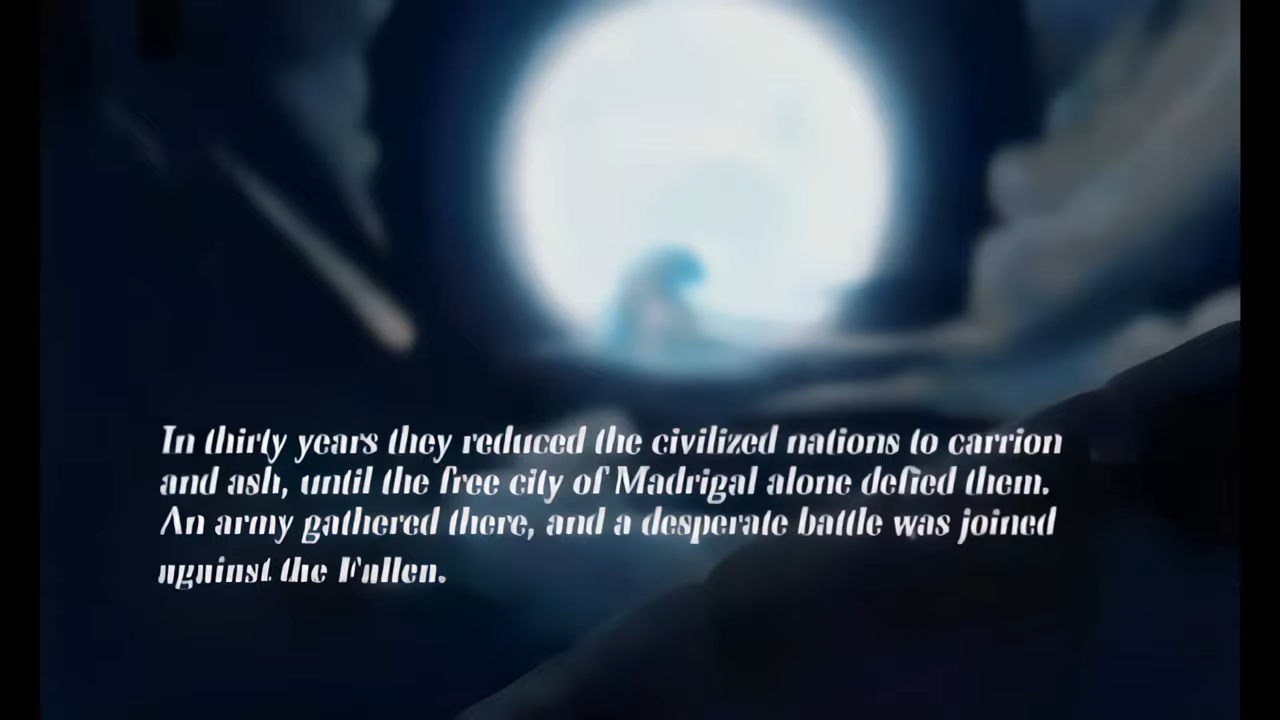 In thirty years they reduced the civilized nations to carrion
and ash, until the free city of Madrigal alone defied them.
An army gathered there, and a desperate battle was joined
against the Fallen.